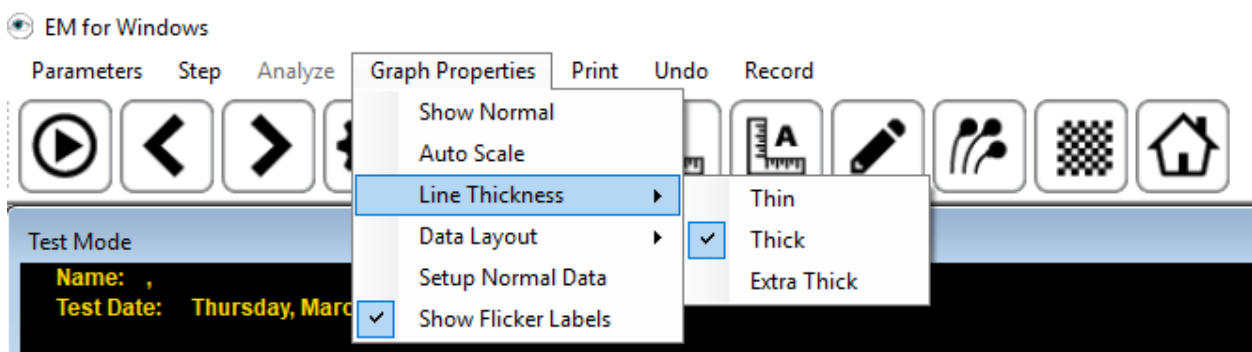 EM for Windows
Parameters Step Analyze Graph Properties Print Undo Record
Show Normal
Auto Scale
A
Line Thickness
Thin
Test Mode
Data Layout
Thick
Name: ,
Setup Normal Data
Extra Thick
Test Date: Thursday,
Show Flicker Labels